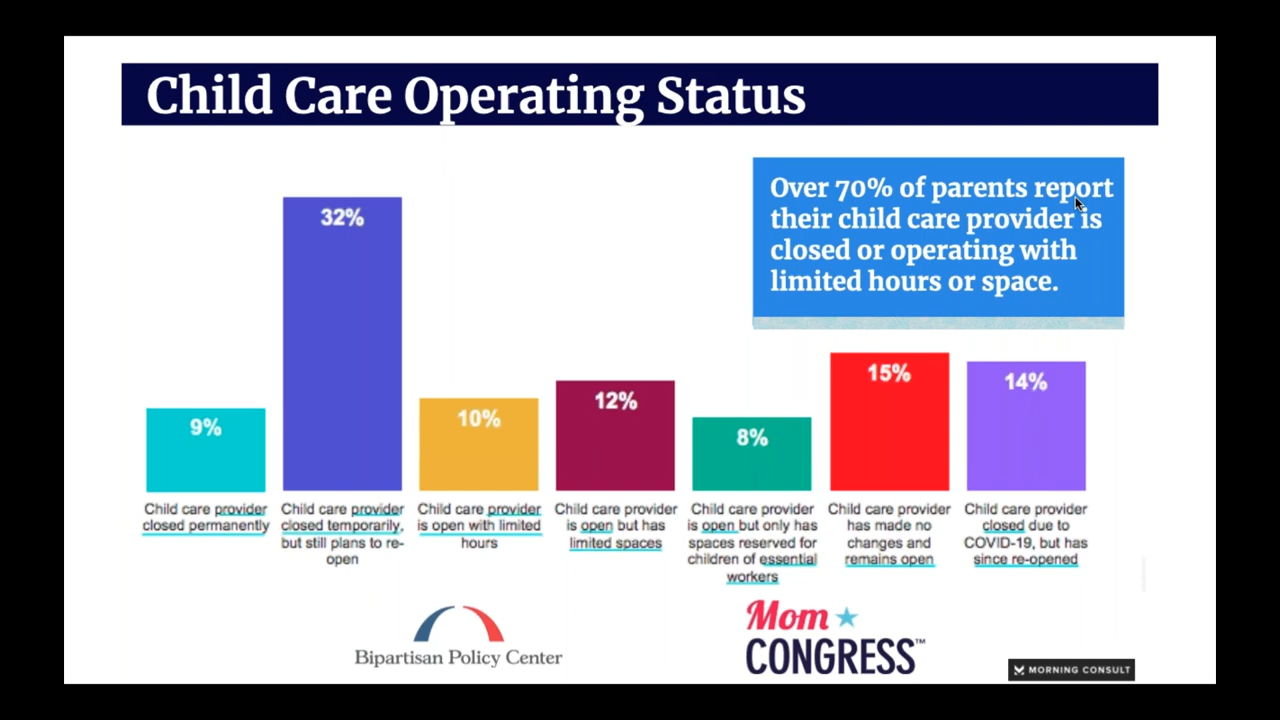 Child Care Operating Status
Over 70% of parents report
their child care provider is
closed or operating with
limited hours or space.
32%
9%
10%
12%
8%
15%
14%
Child care provider
closed permanently
Child care provider
closed temporarily,
but still plans to re-
open
Child care provider
is open with limited
hours
Child care provider
is open but has
limited spaces
Child care provider
is open but only has
spaces reserved for
children of essential
workers
Child care provider
has made no
changes and
remains open
Child care provider
closed due to
COVID-19, but has
since re-opened
Bipartisan Policy Center
Mom
CONGRESS™
MORNING CONSULT